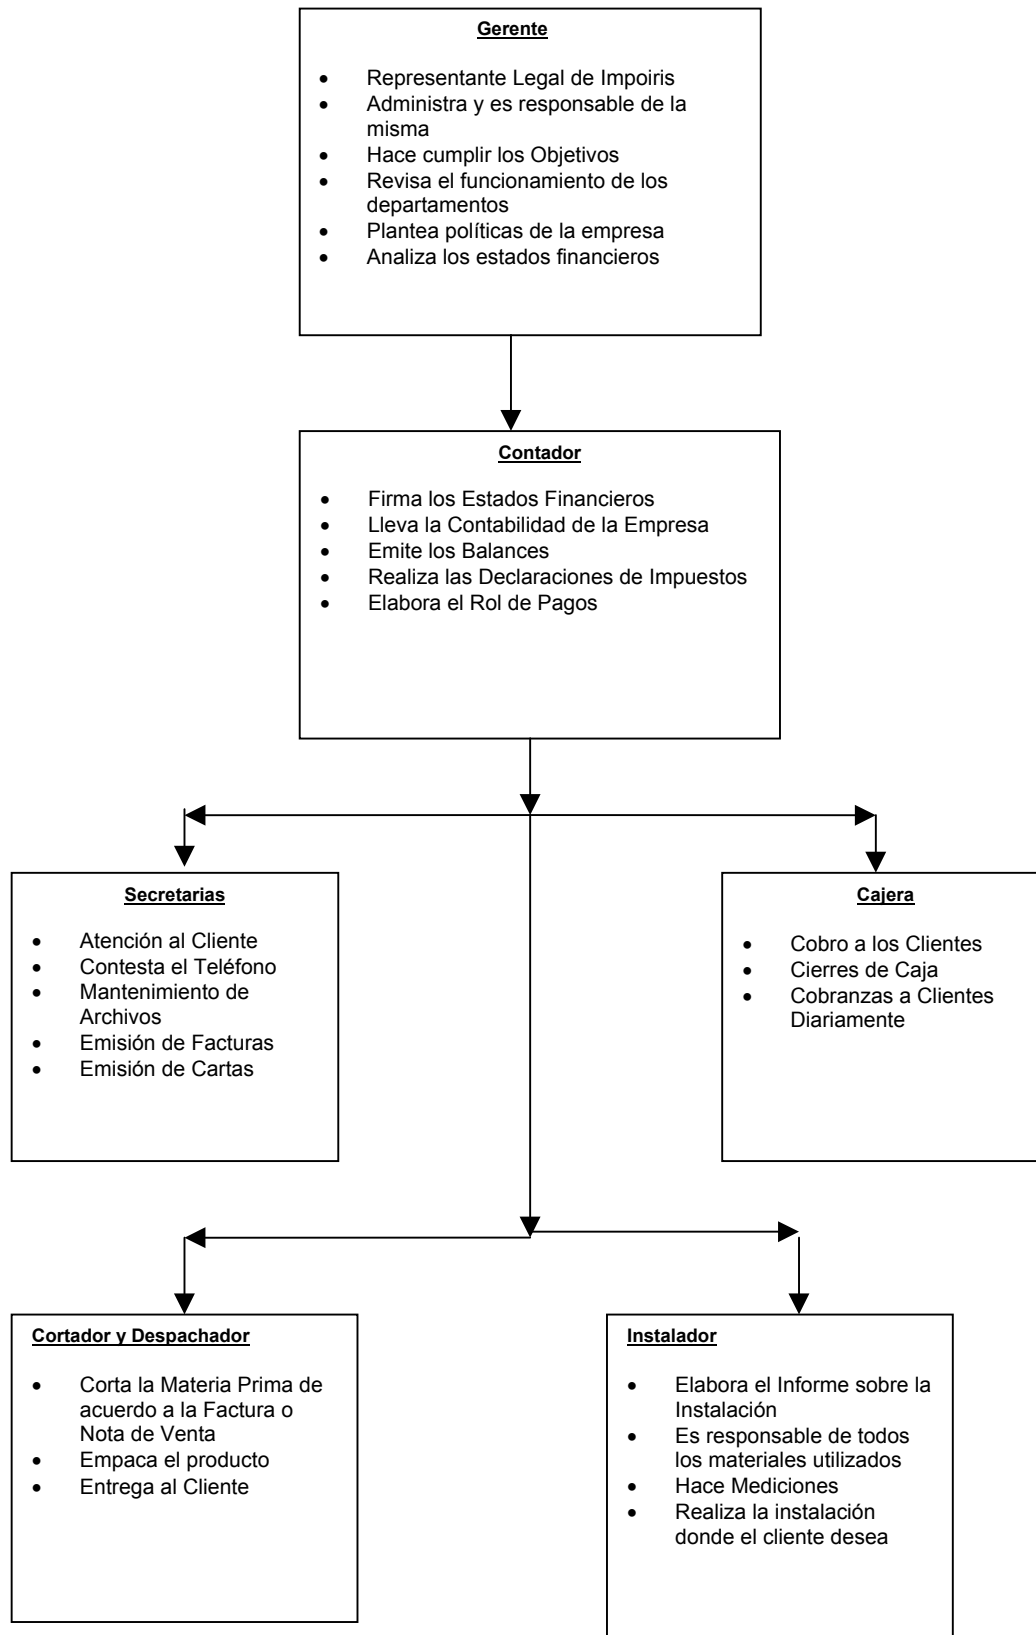 Gerente
• Representante Legal de Impoiris
• Administra y es responsable de la
misma
• Hace cumplir los Objetivos
• Revisa el funcionamiento de los
departamentos
• Plantea políticas de la empresa
• Analiza los estados financieros
Contador
• Firma los Estados Financieros
• Lleva la Contabilidad de la Empresa
• Emite los Balances
• Realiza las Declaraciones de Impuestos
• Elabora el Rol de Pagos
Secretarias
• Atención al Cliente
• Contesta el Teléfono
• Mantenimiento de
Archivos
• Emisión de Facturas
• Emisión de Cartas
Cajera
• Cobro a los Clientes
• Cierres de Caja
• Cobranzas a Clientes
Diariamente
Cortador y Despachador
• Corta la Materia Prima de
acuerdo a la Factura o
Nota de Venta
• Empaca el producto
• Entrega al Cliente
Instalador
• Elabora el Informe sobre la
Instalación
• Es responsable de todos
los materiales utilizados
• Hace Mediciones
• Realiza la instalación
donde el cliente desea